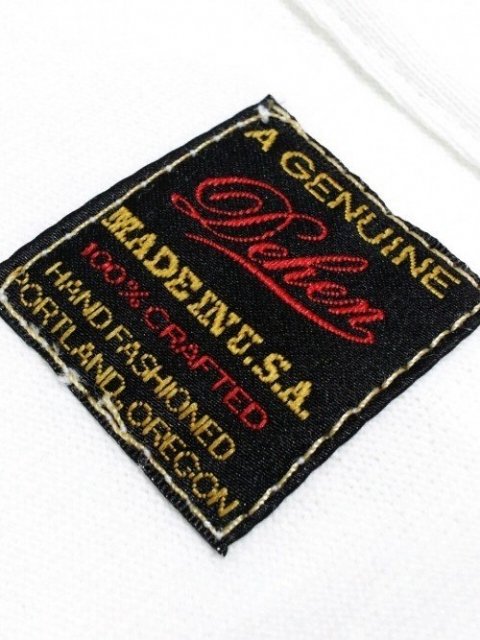 A GENUINE
Dehen
MADE IN U.S.A.
100% CRAFTED
HAND FASHIONED
PORTLAND, OREGON